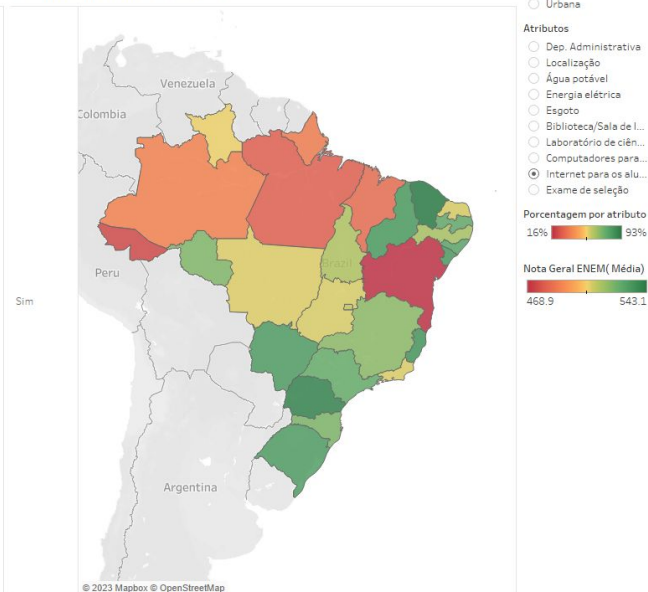 Urbana
Atributos
Dep. Administrativa
Localização
Água potável
Energia elétrica
Esgoto
Biblioteca/Sala de l...
Laboratório de ciên...
Computadores para...
Internet para os alu...
Exame de seleção
Porcentagem por atributo
16% 93%
Nota Geral ENEM( Média)
468.9 543.1
Sim
Venezuela
Colombia
Brazil
Peru
Argentina
© 2023 Mapbox © OpenStreetMap